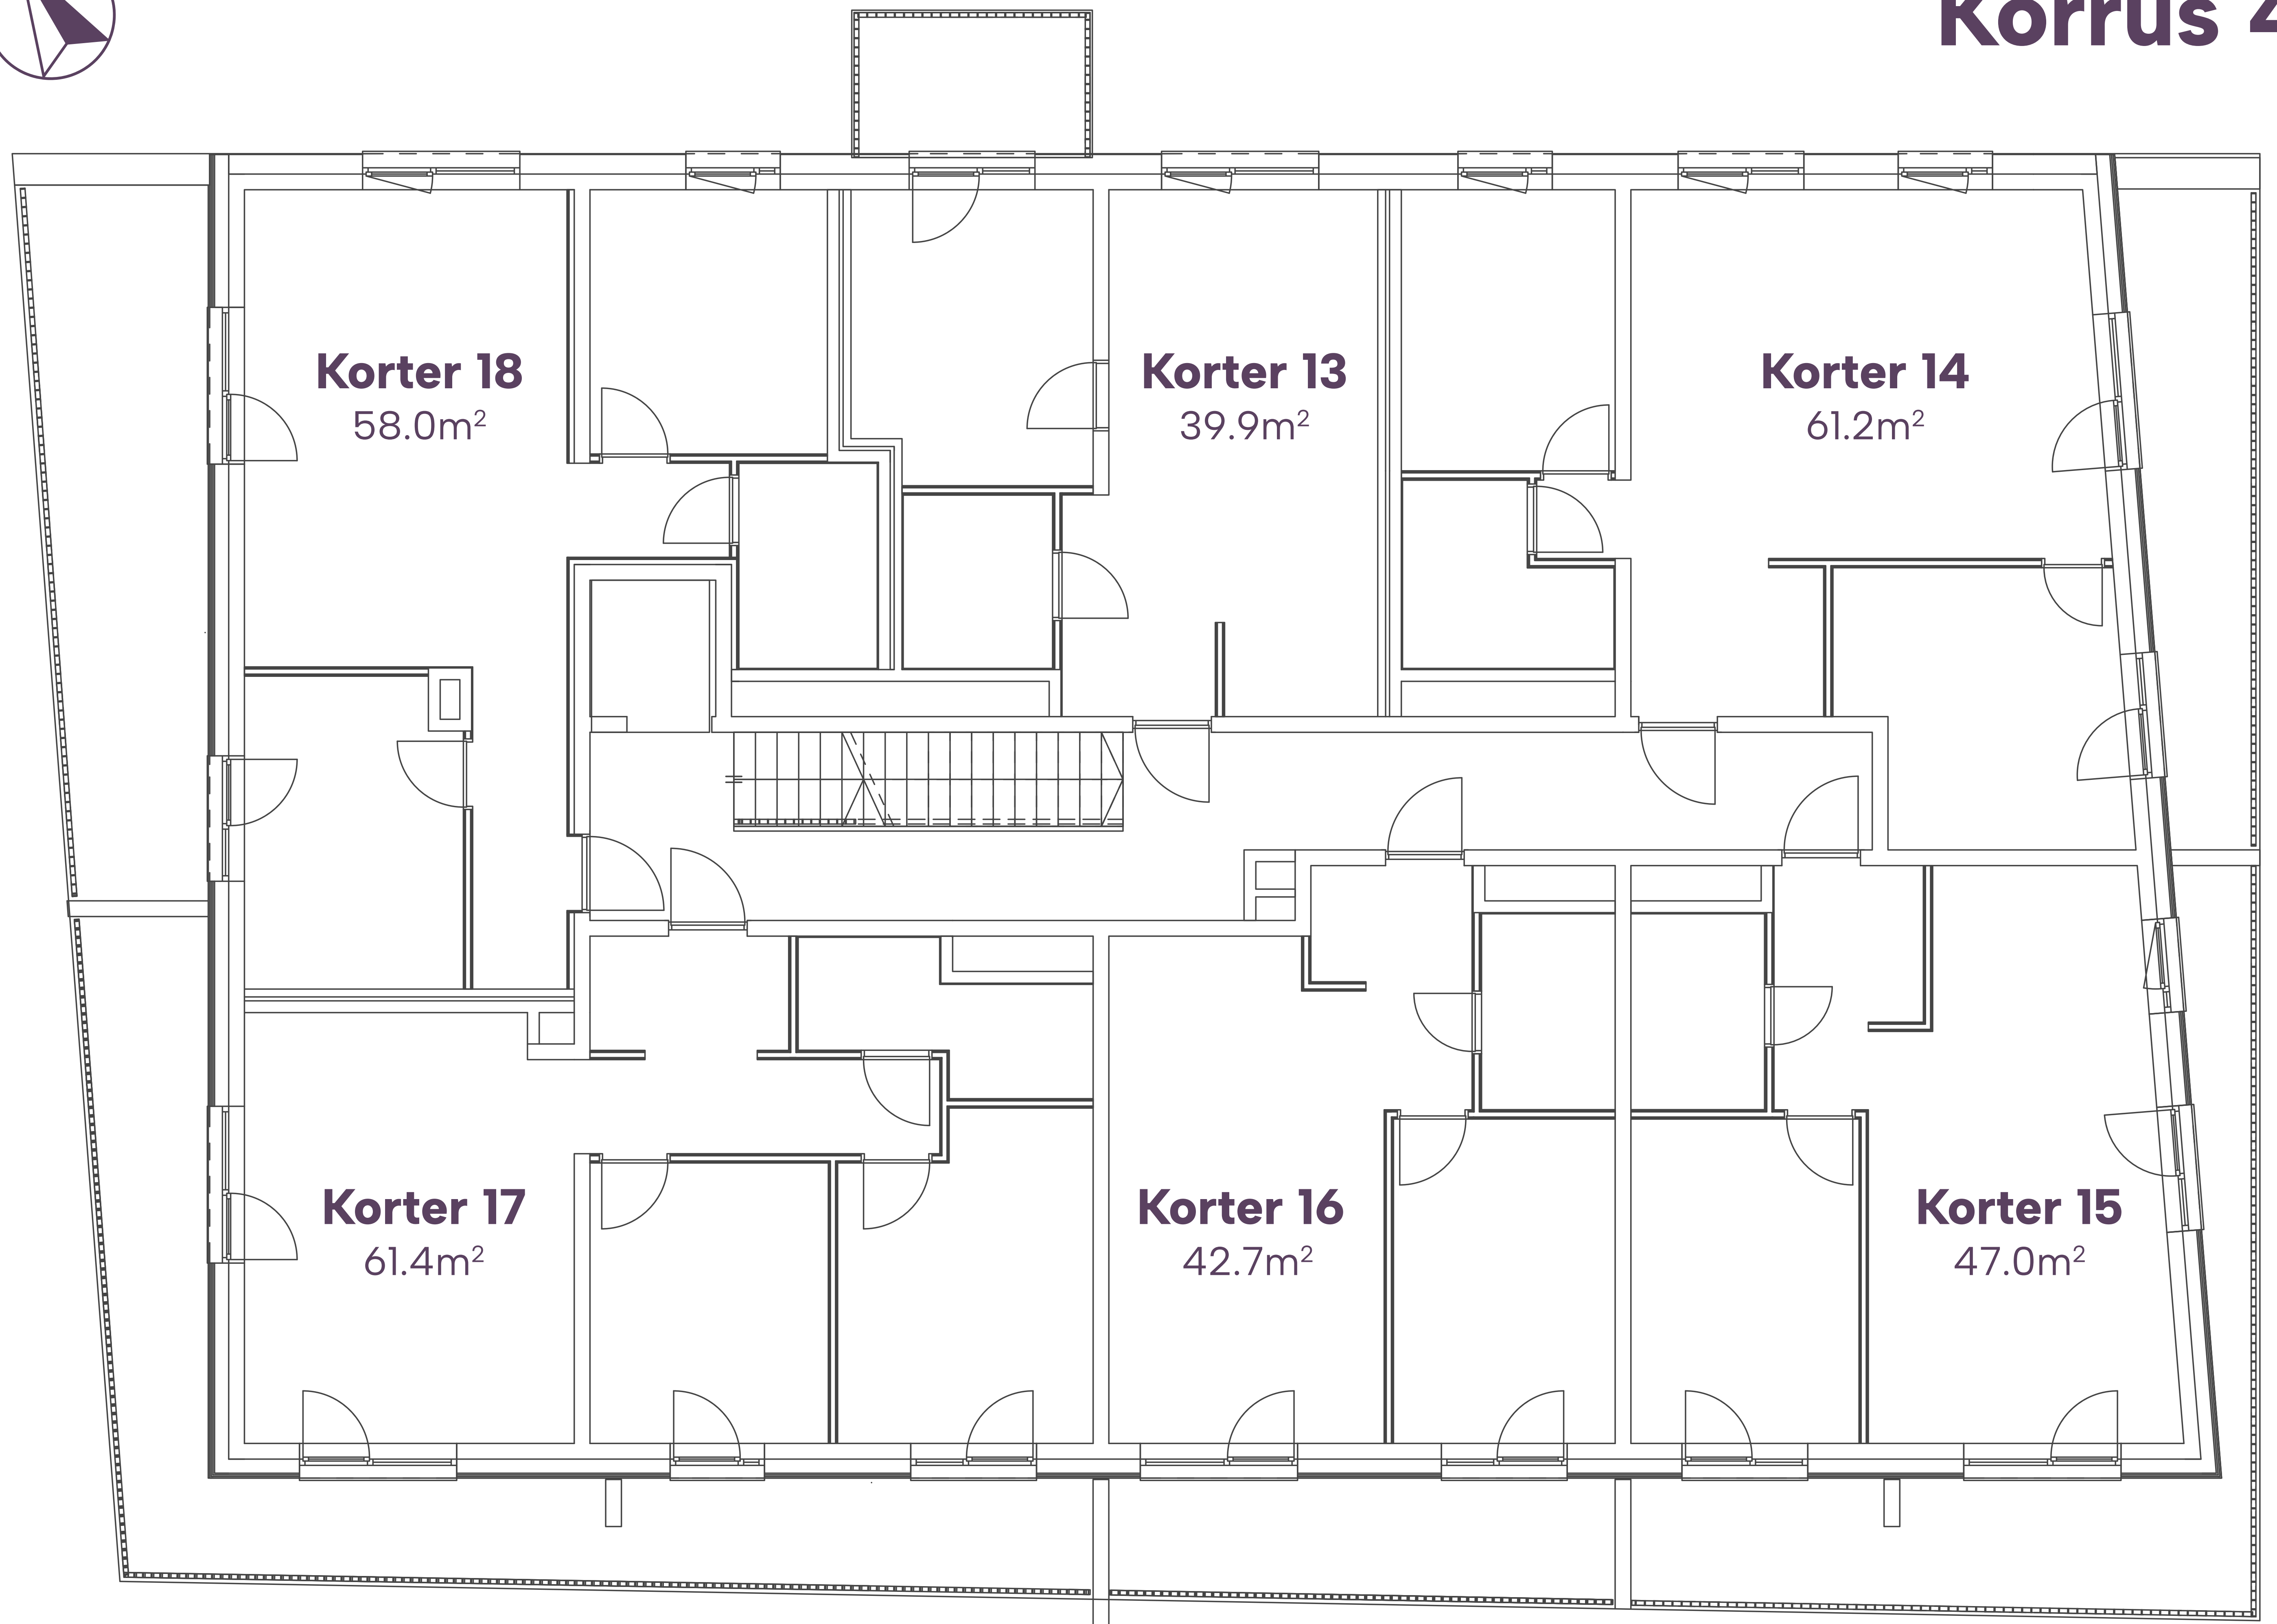 Korrus 4
Korter 18
58.0m²
Korter 13
39.9m²
Korter 14
61.2m²
Korter 17
61.4m²
Korter 16
42.7m²
Korter 15
47.0m²